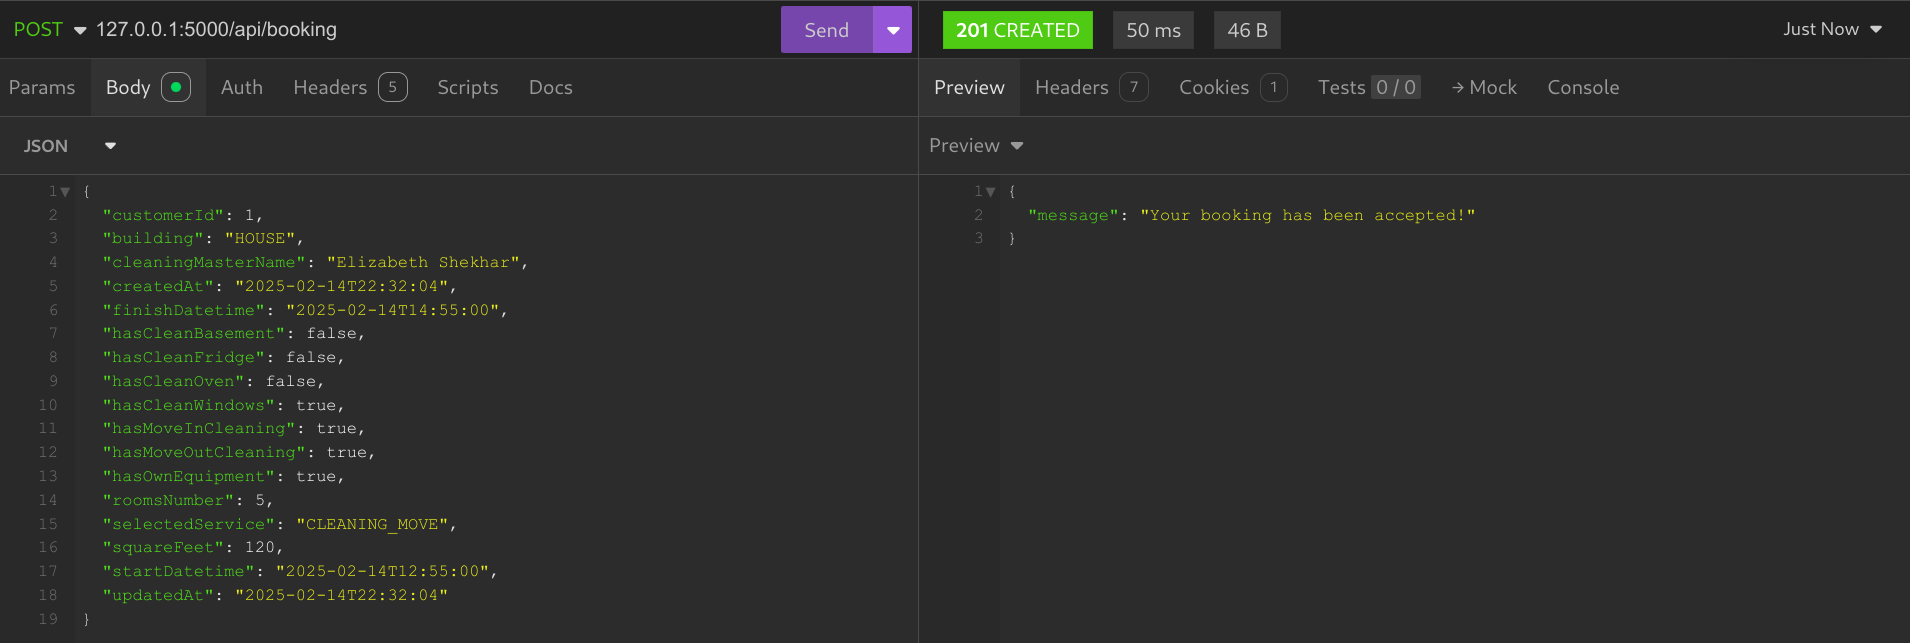 POST 127.0.0.1:5000/api/booking Send
201 CREATED 50 ms 46 B Just Now
Params Body Auth Headers 5 Scripts Docs
Preview Headers 7 Cookies 1 Tests 0 / 0 → Mock Console
JSON
Preview
1 {
2 "customerId": 1,
3 "building": "HOUSE",
4 "cleaningMasterName": "Elizabeth Shekhar",
5 "createdAt": "2025-02-14T22:32:04",
6 "finishDatetime": "2025-02-14T14:55:00",
7 "hasCleanBasement": false,
8 "hasCleanFridge": false,
9 "hasCleanOven": false,
10 "hasCleanWindows": true,
11 "hasMoveInCleaning": true,
12 "hasMoveOutCleaning": true,
13 "hasOwnEquipment": true,
14 "roomsNumber": 5,
15 "selectedService": "CLEANING_MOVE",
16 "squareFeet": 120,
17 "startDatetime": "2025-02-14T12:55:00",
18 "updatedAt": "2025-02-14T22:32:04"
19 }
1 {
2 "message": "Your booking has been accepted!"
3 }